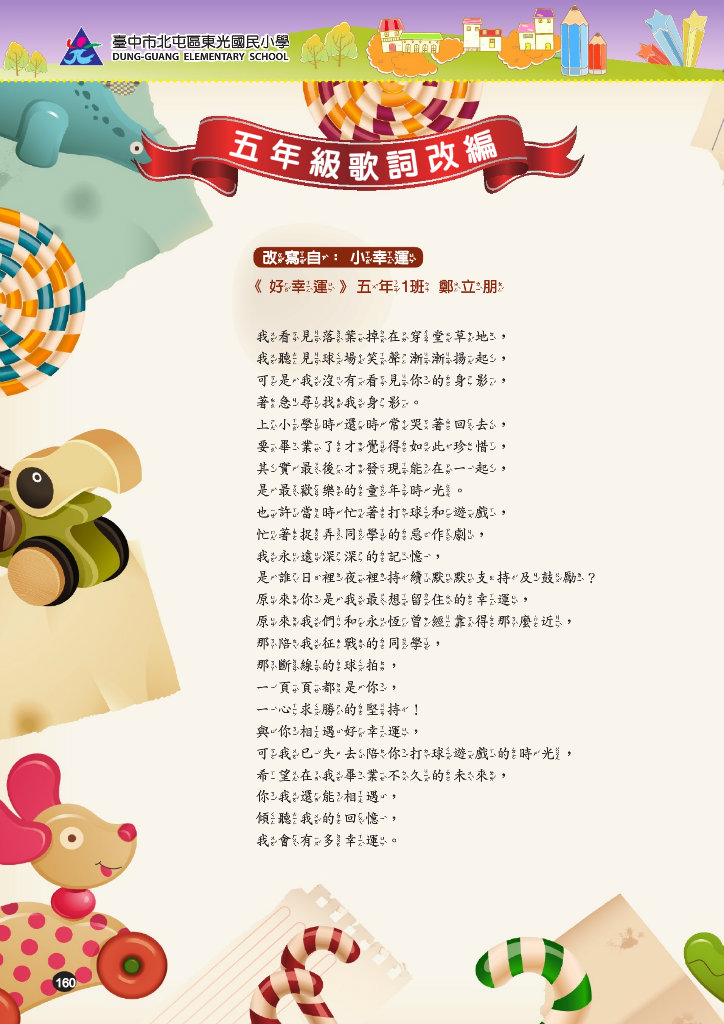 臺中市北屯區東光國民小學
DUNG-GUANG ELEMENTARY SCHOOL
五年級歌詞改編
改寫自： 小幸運
《好幸運》五年1班 鄭立朋
我看見落葉掉在穿堂草地，
我聽見球場笑聲漸漸揚起，
可是我沒有看見你的身影，
著急尋找我身影。
上小學時還時常哭著回去，
要畢業了才覺得如此珍惜，
其實最後才發現能在一起，
是最歡樂的童年時光。
也許當時忙著打球和遊戲，
忙著捉弄同學的惡作劇，
我永遠深深的記憶，
是誰日裡夜裡持續默默支持及鼓勵？
原來你是我最想留住的幸運，
原來我們和永恆曾經靠得那麼近，
那陪我征戰的同學，
那斷線的球拍，
一頁頁都是你，
一心求勝的堅持！
與你相遇好幸運，
可我已失去陪你打球遊戲的時光，
希望在我畢業不久的未來，
你我還能相遇，
傾聽我的回憶，
我會有多幸運。
160